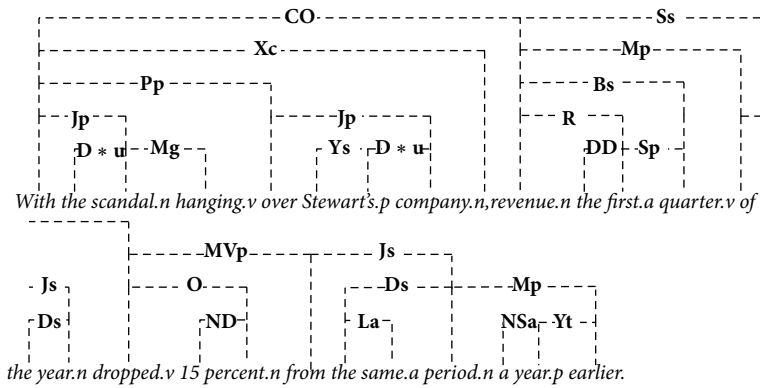 CO Ss
Xc Mp
Pp Bs
Jp Jp R
D ∗ u Mg Ys D ∗ u DD Sp
With the scandal.n hanging.v over Stewart's.p company.n,revenue.n the first.a quarter.v of
MVp Js
Js O Ds Mp
Ds ND La NSa Yt
the year.n dropped.v 15 percent.n from the same.a period.n a year.p earlier.